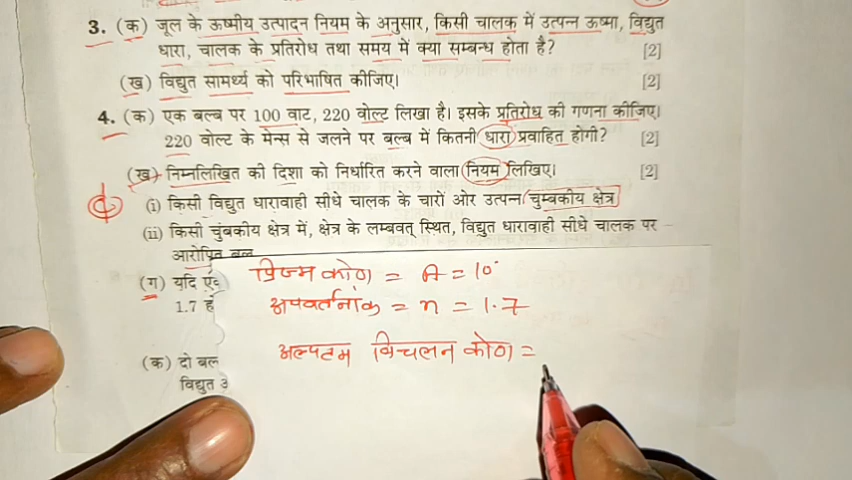 3. (क) जूल के ऊष्मीय उत्पादन नियम के अनुसार, किसी चालक में उत्पन्न ऊष्मा, विद्युत
धारा, चालक के प्रतिरोध तथा समय में क्या सम्बन्ध होता है? [2]
(ख) विद्युत सामर्थ्य को परिभाषित कीजिए। [2]
4. (क) एक बल्ब पर 100 वाट, 220 वोल्ट लिखा है। इसके प्रतिरोध की गणना कीजिए।
220 वोल्ट के मेन्स से जलने पर बल्ब में कितनी धारा प्रवाहित होगी? [2]
(ख) निम्नलिखित की दिशा को निर्धारित करने वाला नियम लिखिए। [2]
(i) किसी विद्युत धारावाही सीधे चालक के चारों ओर उत्पन्न चुम्बकीय क्षेत्र
(ii) किसी चुंबकीय क्षेत्र में, क्षेत्र के लम्बवत् स्थित, विद्युत धारावाही सीधे चालक पर
आरोपित बल
प्रिज्म कोण = A = 10°
(ग) यदि
अपवर्तनांक = n = 1.7
1.7
अल्पतम विचलन कोण =
(क) दो बल
विद्युत